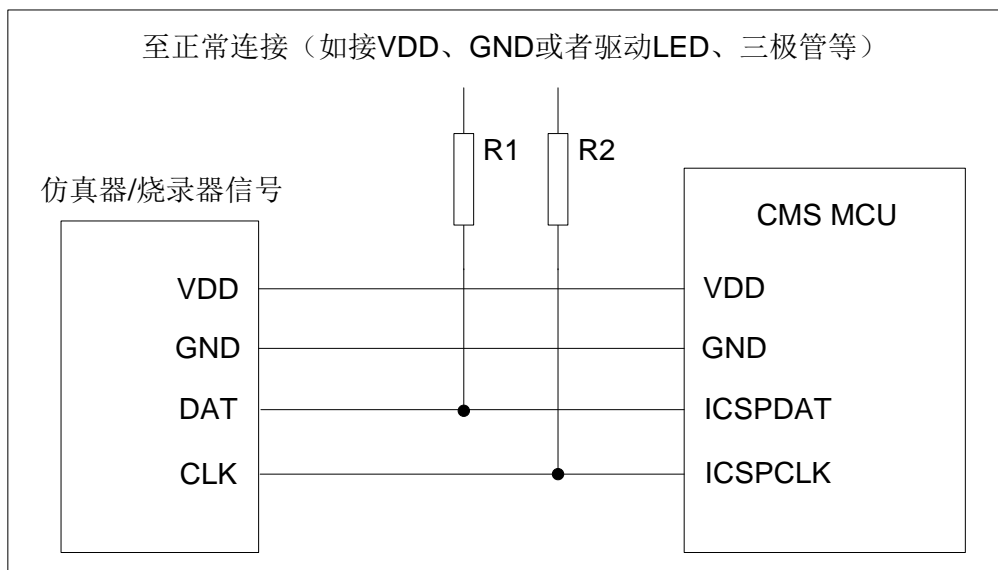 至正常连接（如接VDD、GND或者驱动LED、三极管等）
R1
R2
仿真器/烧录器信号
CMS MCU
VDD
VDD
GND
GND
DAT
ICSPDAT
CLK
ICSPCLK